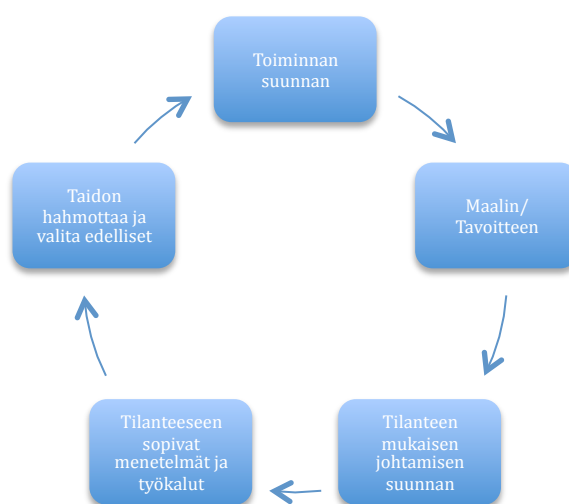 Toiminnan
suunnan
Maalin/
Tavoitteen
Tilanteen
mukaisen
johtamisen
suunnan
Tilanteeseen
sopivat
menetelmät ja
työkalut
Taidon
hahmottaa ja
valita edelliset